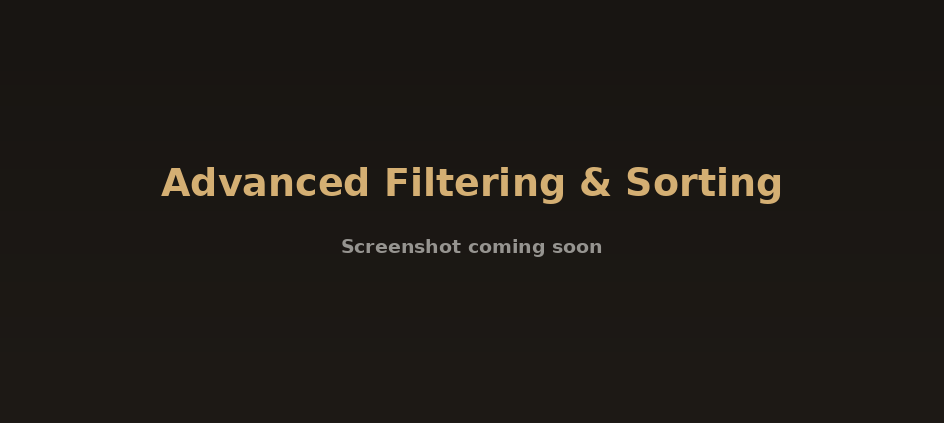 Advanced Filtering & Sorting
Screenshot coming soon